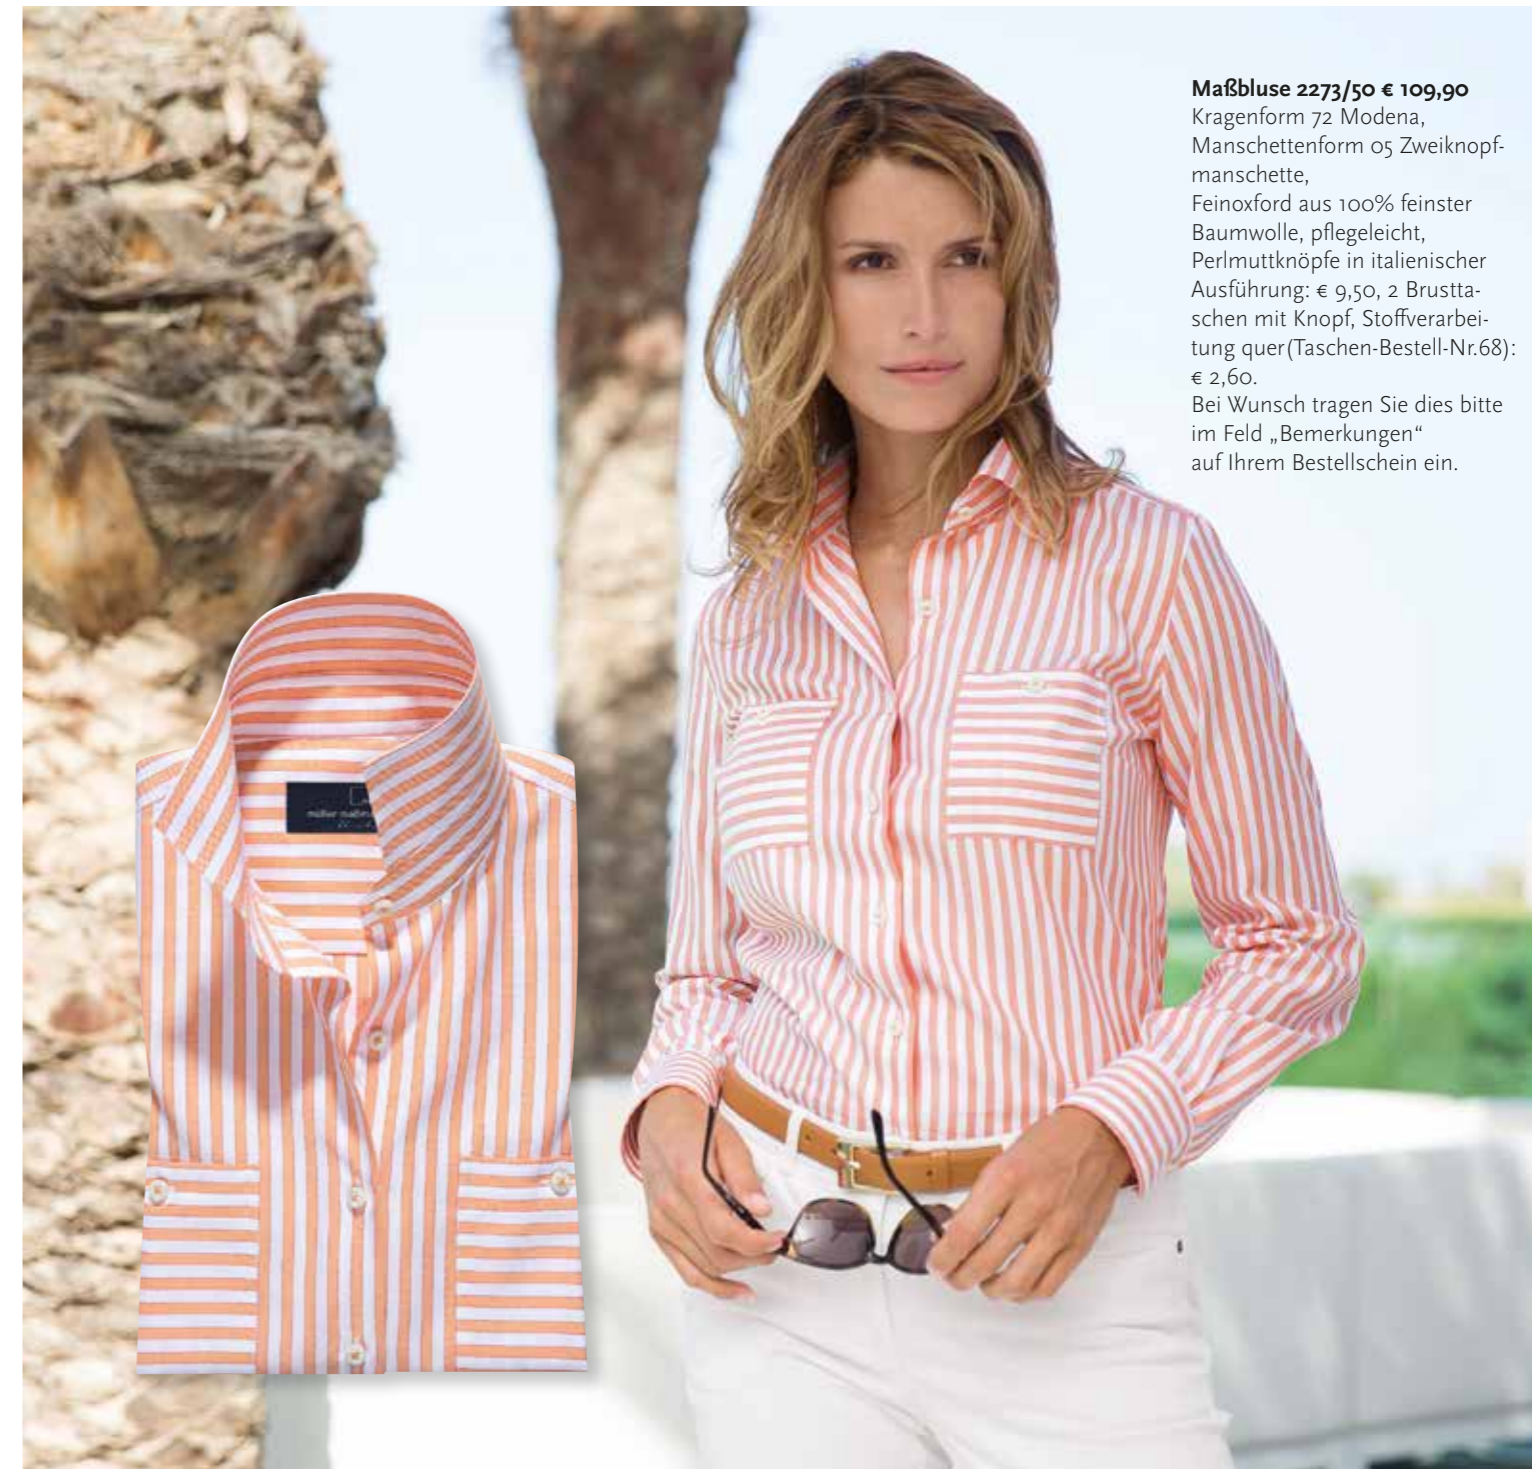 Maßbluse 2273/50 € 109,90
Kragenform 72 Modena,
Manschettenform 05 Zweiknopf-
manschette,
Feinoxford aus 100% feinster
Baumwolle, pflegeleicht,
Perlmuttknöpfe in italienischer
Ausführung: € 9,50, 2 Brustta-
schen mit Knopf, Stoffverarbei-
tung quer(Taschen-Bestell-Nr.68):
€ 2,60.
Bei Wunsch tragen Sie dies bitte
im Feld „Bemerkungen“
auf Ihrem Bestellschein ein.
müller